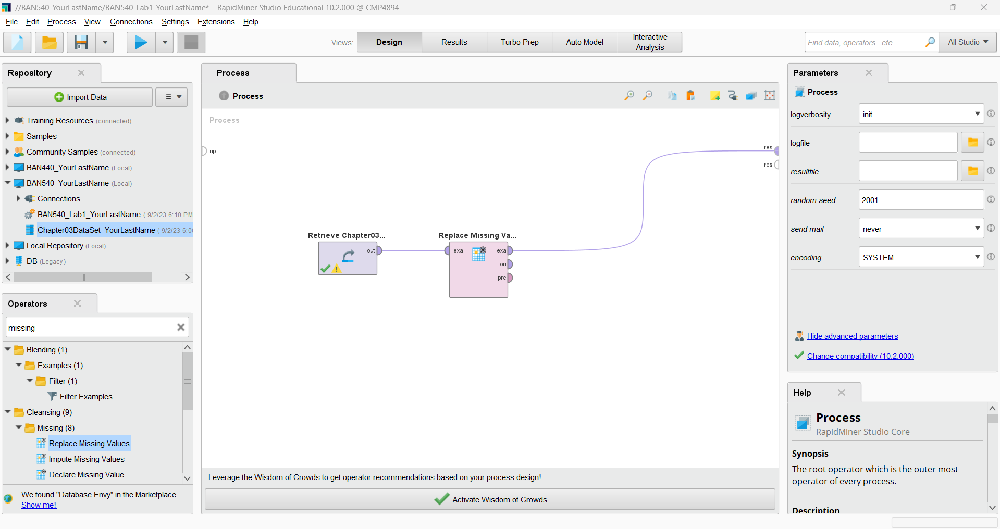 //BAN540_YourLastName/BAN540_Lab1_YourLastName* – RapidMiner Studio Educational 10.2.000 @ CMP4894
File Edit Process View Connections Settings Extensions Help
Views: Design Results Turbo Prep Auto Model Interactive Analysis
Find data, operators...etc
All Studio
Repository
Import Data
Training Resources (connected)
Samples
Community Samples (connected)
BAN440_YourLastName (Local)
BAN540_YourLastName (Local)
Connections
BAN540_Lab1_YourLastName ( 9/2/23 6:10 PM
Chapter03DataSet_YourLastName ( 9/2/23 6:0
Local Repository (Local)
DB (Legacy)
Operators
missing
Blending (1)
Examples (1)
Filter (1)
Filter Examples
Cleansing (9)
Missing (8)
Replace Missing Values
Impute Missing Values
Declare Missing Value
We found "Database Envy" in the Marketplace.
Show me!
Process
Process
Process
inp
res
res
Retrieve Chapter03...
out
Replace Missing Va...
exa exa
ori
pre
Leverage the Wisdom of Crowds to get operator recommendations based on your process design!
Activate Wisdom of Crowds
Parameters
Process
logverbosity init
logfile
resultfile
random seed 2001
send mail never
encoding SYSTEM
Hide advanced parameters
Change compatibility (10.2.000)
Help
Process
RapidMiner Studio Core
Synopsis
The root operator which is the outer most
operator of every process.
Description